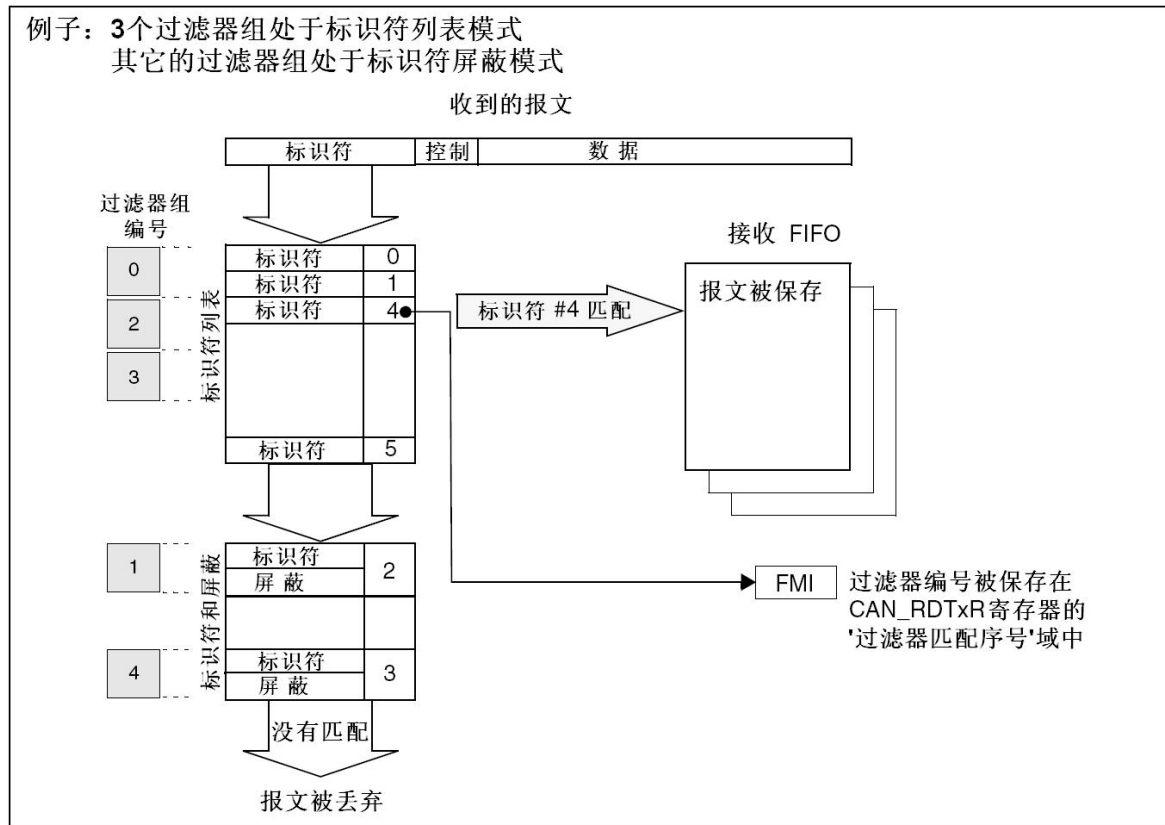 例子：3个过滤器组处于标识符列表模式
其它的过滤器组处于标识符屏蔽模式
收到的报文
标识符 控制 数 据
过滤器组
编号
接收 FIFO
0
标识符 0
标识符 1
标识符 4
2
3
标识符列表
标识符 5
标识符 #4 匹配
报文被保存
1
标识符
屏 蔽
2
4
标识符
屏 蔽
3
标识符和屏蔽
FMI
过滤器编号被保存在
CAN_RDTxR寄存器的
'过滤器匹配序号'域中
没有匹配
报文被丢弃